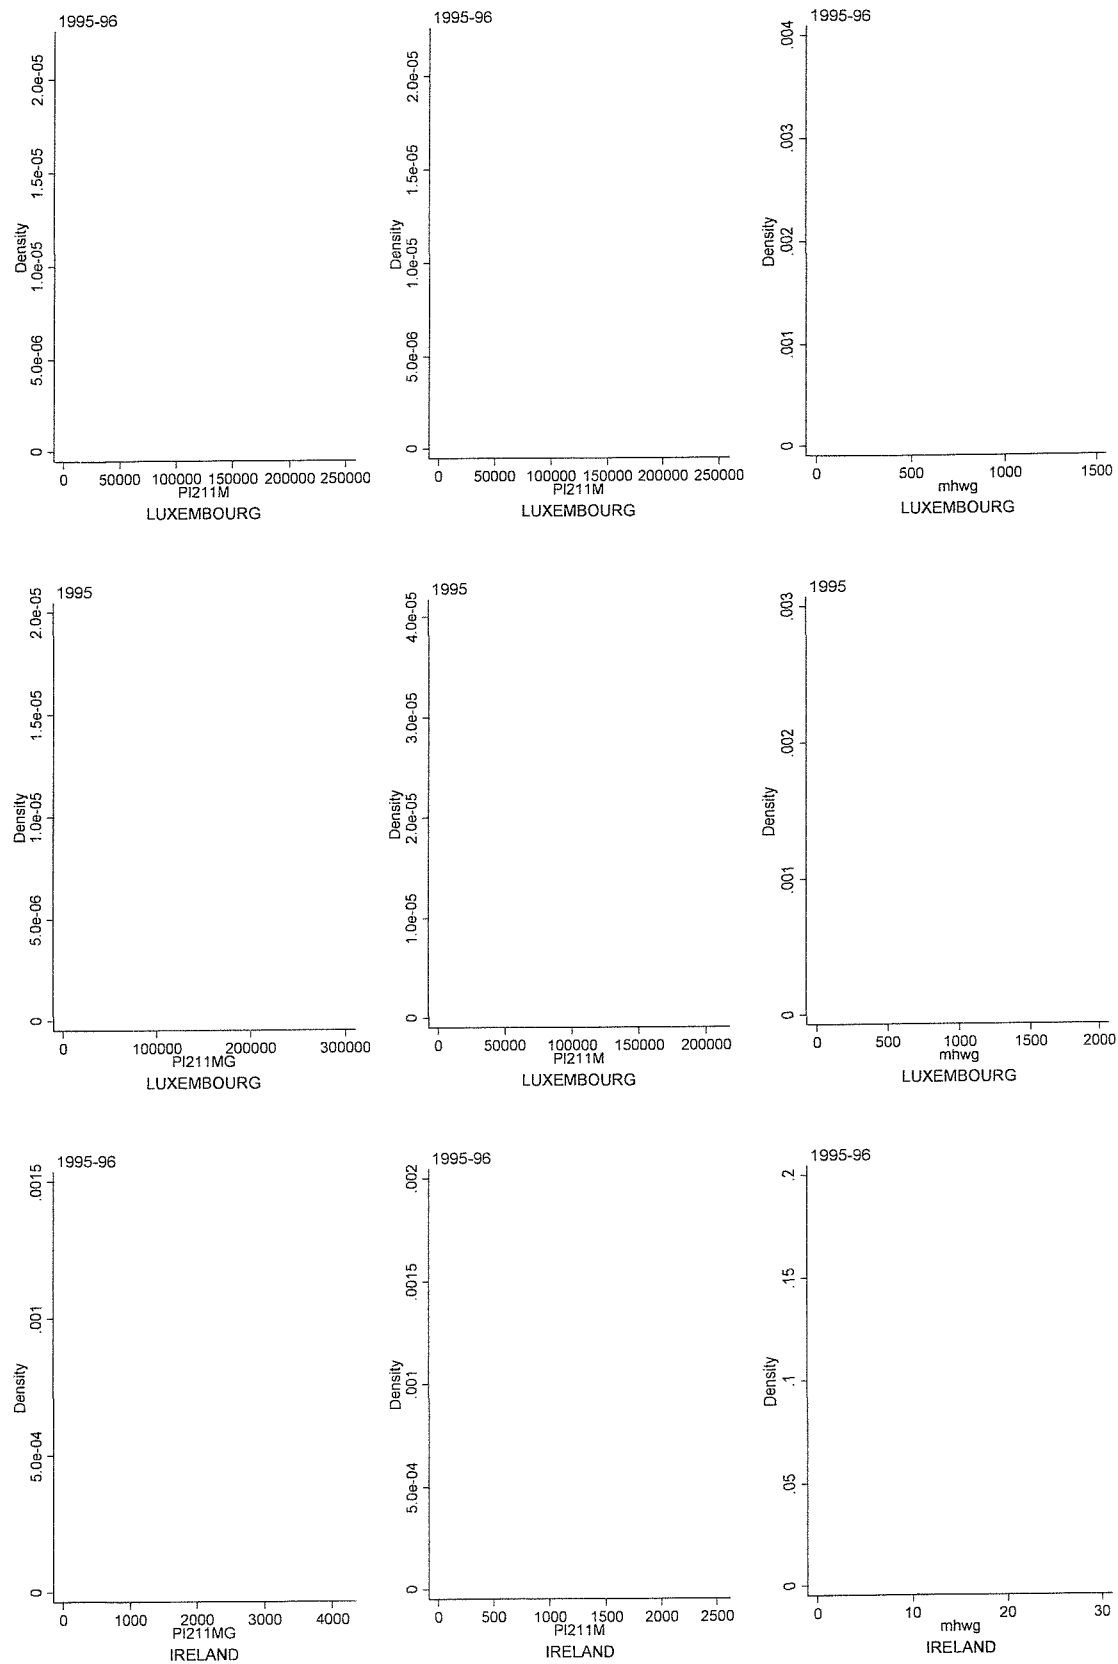 1995-96
Density
0
5.0e-06
1.0e-05
1.5e-05
2.0e-05
0 50000 100000 150000 200000 250000
PI211M
LUXEMBOURG
1995-96
Density
0
5.0e-06
1.0e-05
1.5e-05
2.0e-05
0 50000 100000 150000 200000 250000
PI211M
LUXEMBOURG
1995-96
Density
0
.001
.002
.003
.004
0 500 1000 1500
mhwg
LUXEMBOURG
1995
Density
0
5.0e-06
1.0e-05
1.5e-05
2.0e-05
0 100000 200000 300000
PI211MG
LUXEMBOURG
1995
Density
0
1.0e-05
2.0e-05
3.0e-05
4.0e-05
0 50000 100000 150000 200000
PI211M
LUXEMBOURG
1995
Density
0
.001
.002
.003
0 500 1000 1500 2000
mhwg
LUXEMBOURG
1995-96
Density
0
5.0e-04
.001
.0015
0 1000 2000 3000 4000
PI211MG
IRELAND
1995-96
Density
0
5.0e-04
.001
.0015
.002
0 500 1000 1500 2000 2500
PI211M
IRELAND
1995-96
Density
0
.05
.1
.15
.2
0 10 20 30
mhwg
IRELAND